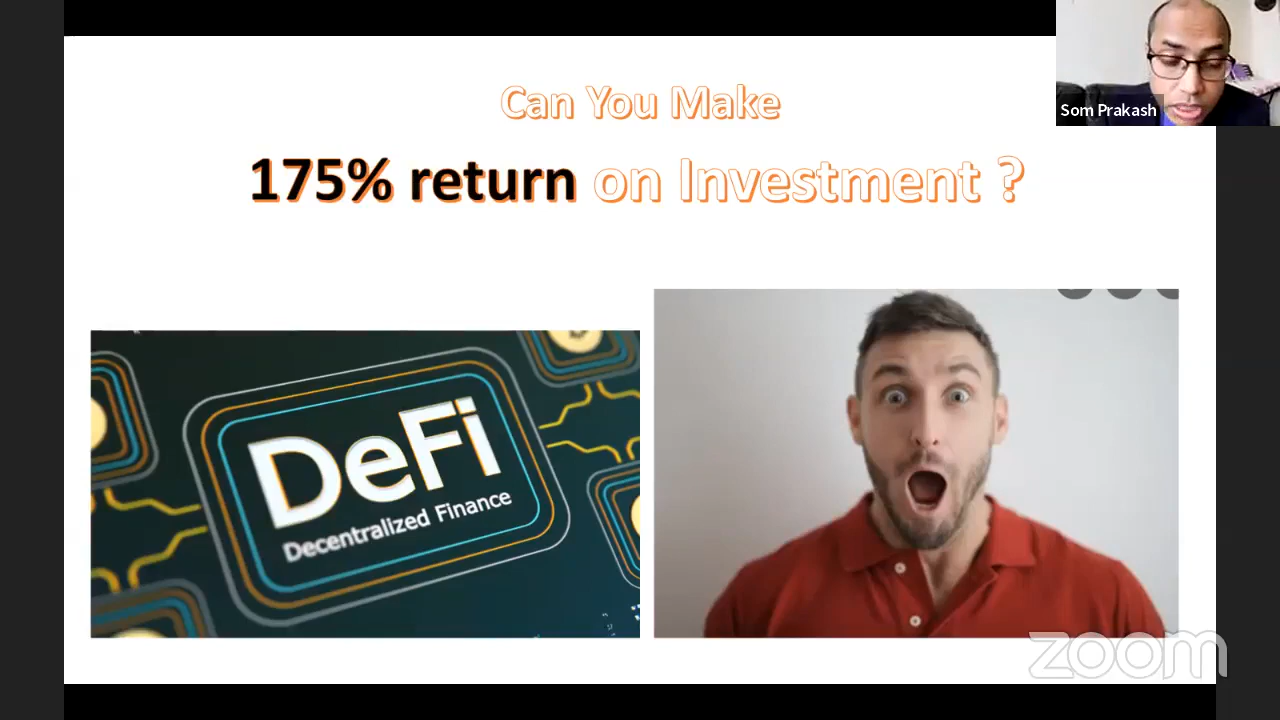 Can You Make
175% return on Investment ?
Som Prakash
DeFi
Decentralized Finance
zoom